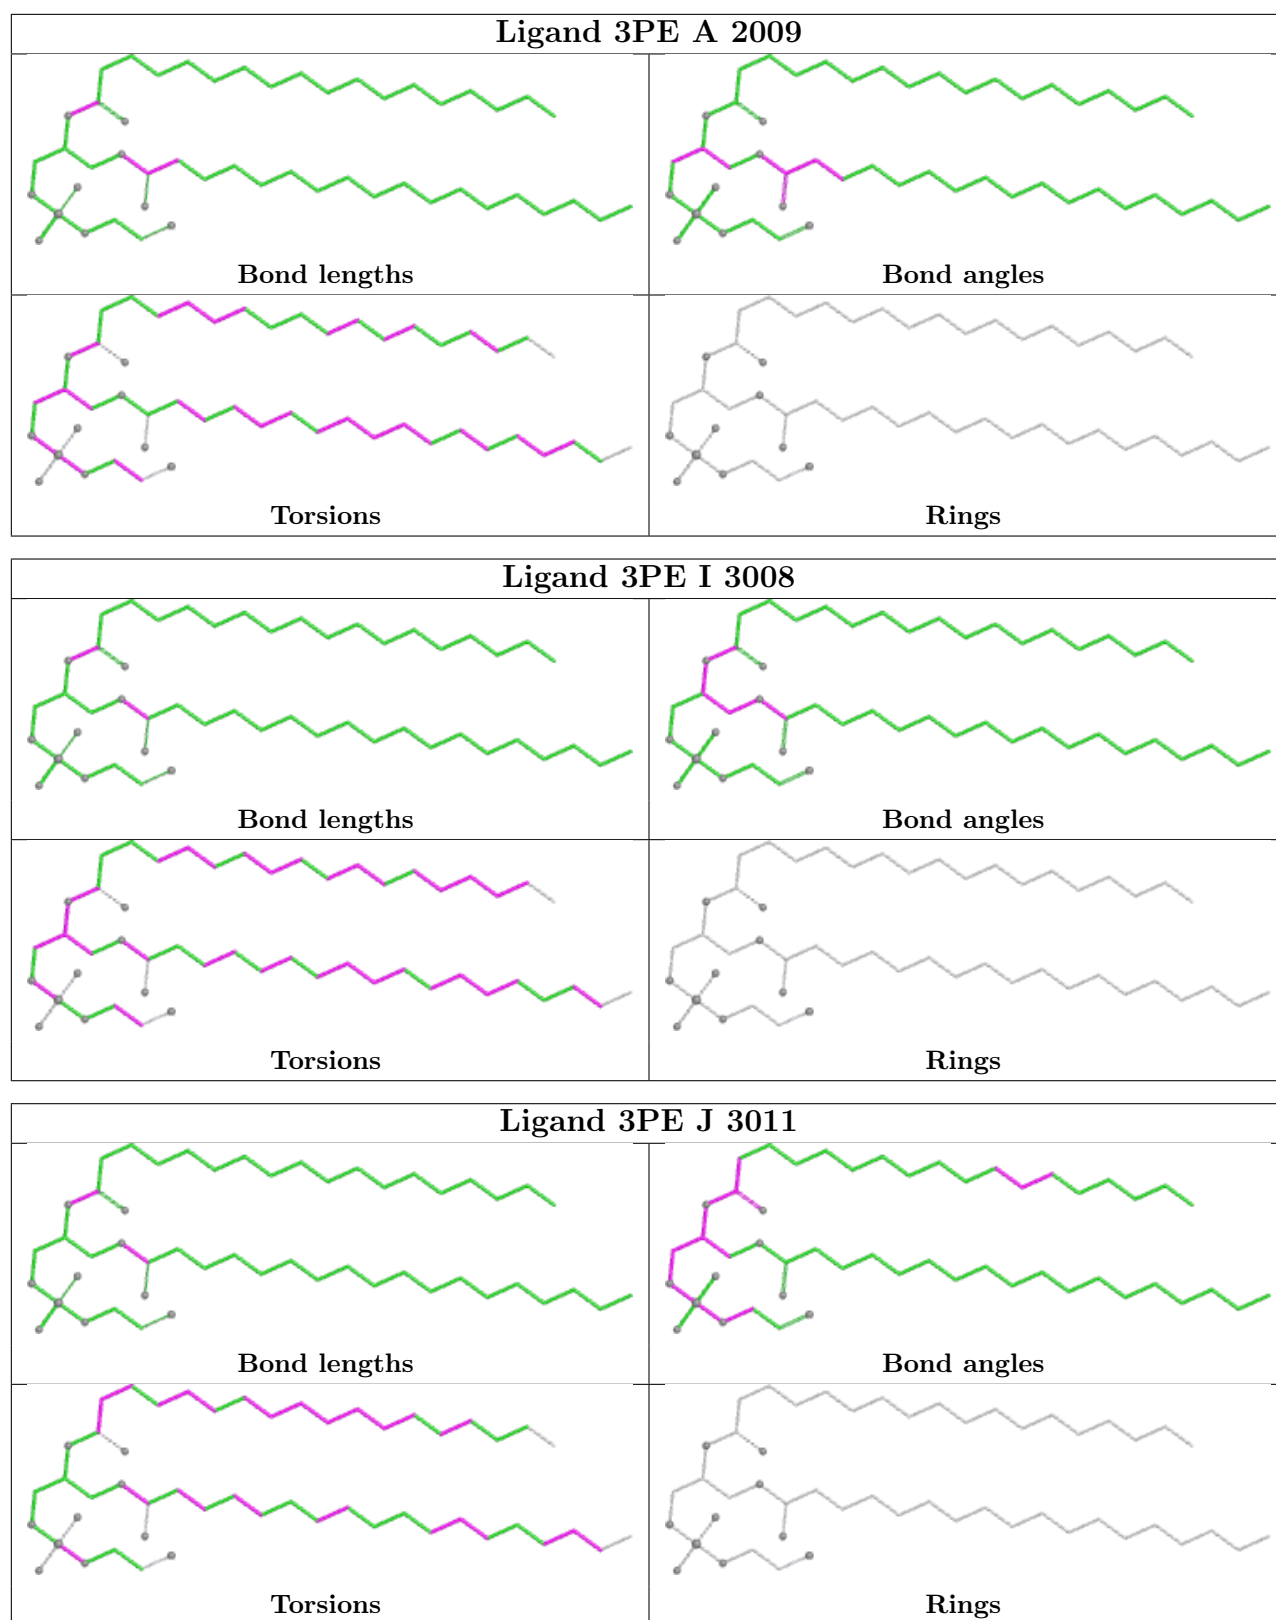 Ligand 3PE A 2009
Bond lengths
Bond angles
Torsions
Rings
Ligand 3PE I 3008
Bond lengths
Bond angles
Torsions
Rings
Ligand 3PE J 3011
Bond lengths
Bond angles
Torsions
Rings